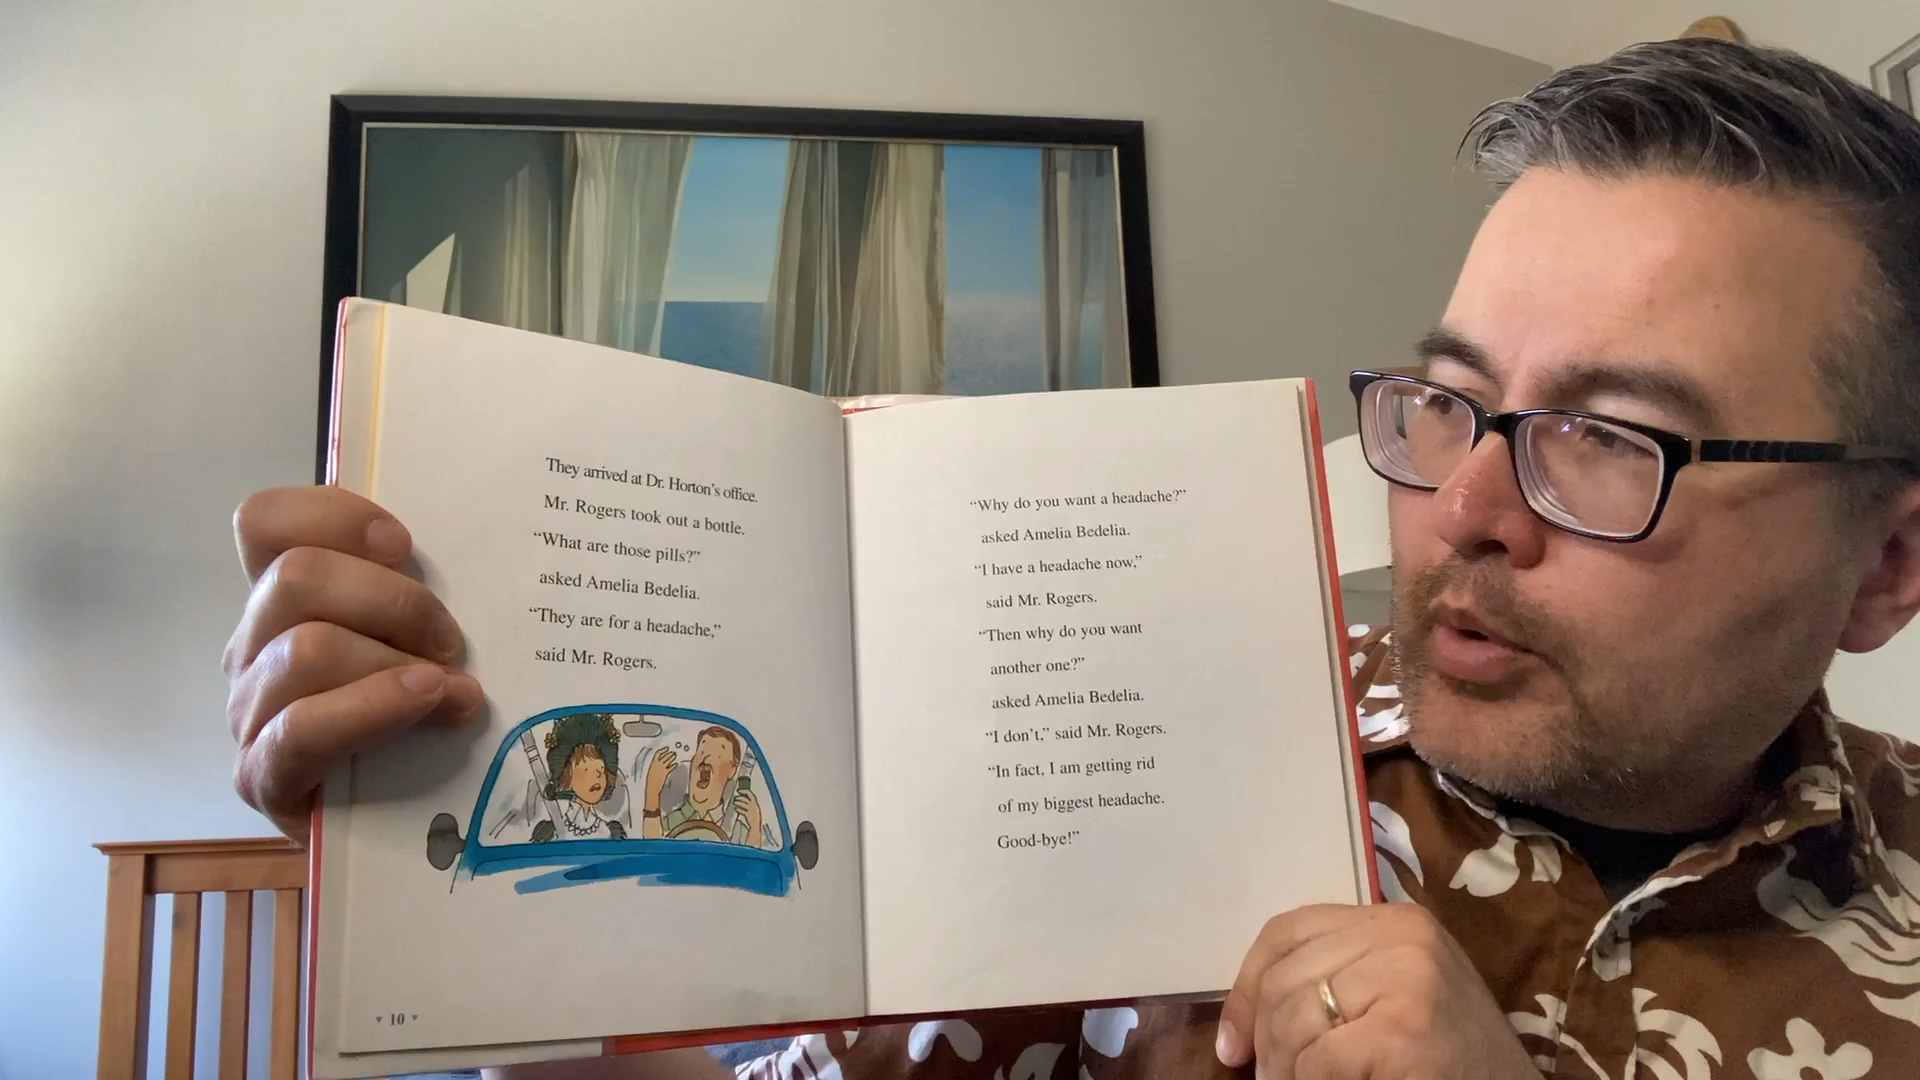 They arrived at Dr. Horton's office.
Mr. Rogers took out a bottle.
“What are those pills?”
asked Amelia Bedelia.
“They are for a headache,”
said Mr. Rogers.
10
“Why do you want a headache?”
asked Amelia Bedelia.
“I have a headache now,”
said Mr. Rogers.
“Then why do you want
another one?”
asked Amelia Bedelia.
“I don't,” said Mr. Rogers.
“In fact, I am getting rid
of my biggest headache.
Good-bye!”